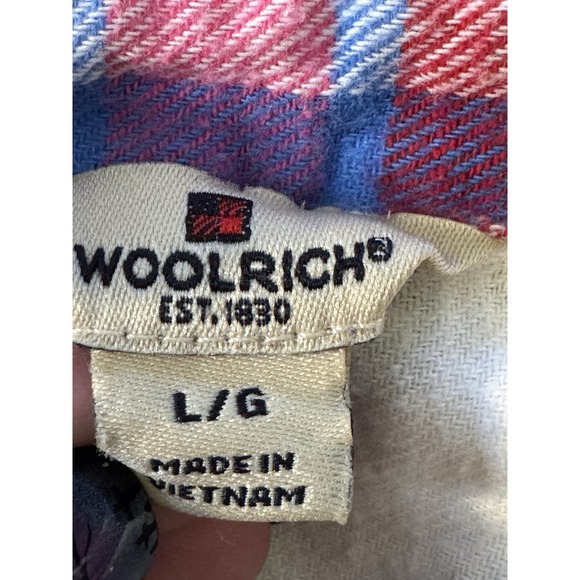 WOOLRICH®
EST. 1830
L/G
MADE IN
VIETNAM